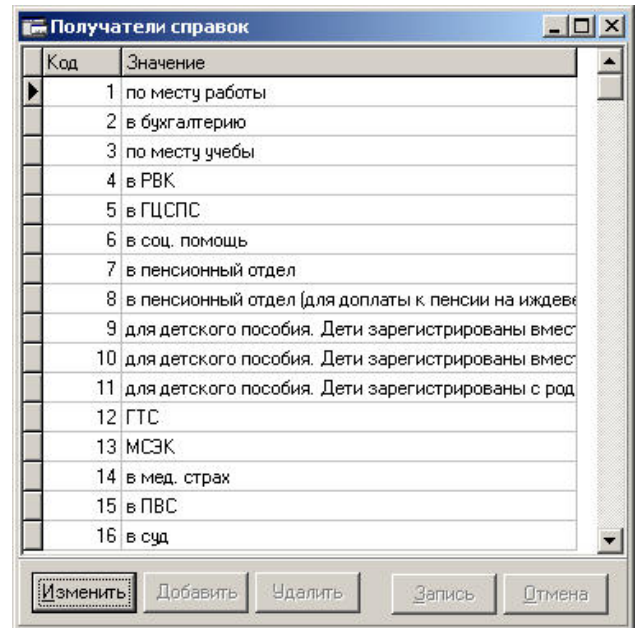 Получатели справок
Код Значение
1 по месту работы
2 в бухгалтерию
3 по месту учебы
4 в РВК
5 в ГЦСПС
6 в соц. помощь
7 в пенсионный отдел
8 в пенсионный отдел (для доплаты к пенсии на иждеве
9 для детского пособия. Дети зарегистрированы вмест
10 для детского пособия. Дети зарегистрированы вмест
11 для детского пособия. Дети зарегистрированы с род
12 ГТС
13 МСЭК
14 в мед. страх
15 в ПВС
16 в суд
Изменить Добавить Удалить Запись Отмена